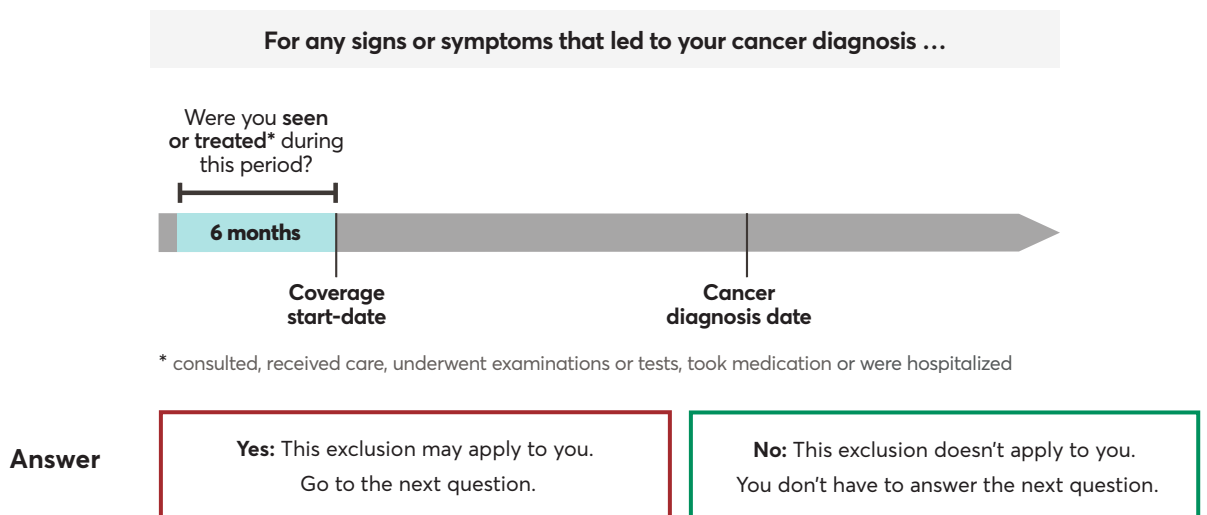 For any signs or symptoms that led to your cancer diagnosis …
Were you seen
or treated* during
this period?
6 months
Coverage
start-date
Cancer
diagnosis date
* consulted, received care, underwent examinations or tests, took medication or were hospitalized
Answer
Yes: This exclusion may apply to you.
Go to the next question.
No: This exclusion doesn't apply to you.
You don't have to answer the next question.